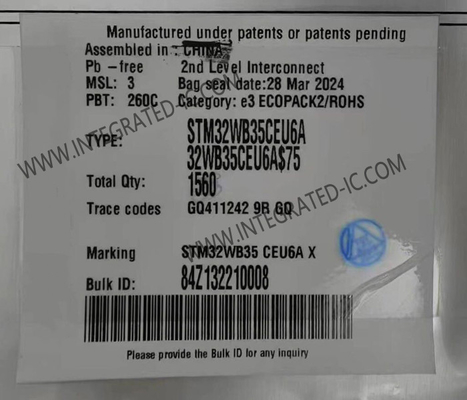 Manufactured under patents or patents pending
Assembled in : CHINA
Pb -free 2nd Level Interconnect
MSL: 3 Bag seal date:28 Mar 2024
PBT: 260C Category: e3 ECOPACK2/ROHS
TYPE: STM32WB35CEU6A
32WB35CEU6A$75
Total Qty: 1560
Trace codes GQ411242 9B GQ
Marking STM32WB35 CEU6A X
Bulk ID: 84Z132210008
Please provide the Bulk ID for any inquiry
WWW.INTEGRATED-IC.COM
WWW.INTEGRATED-IC.COM